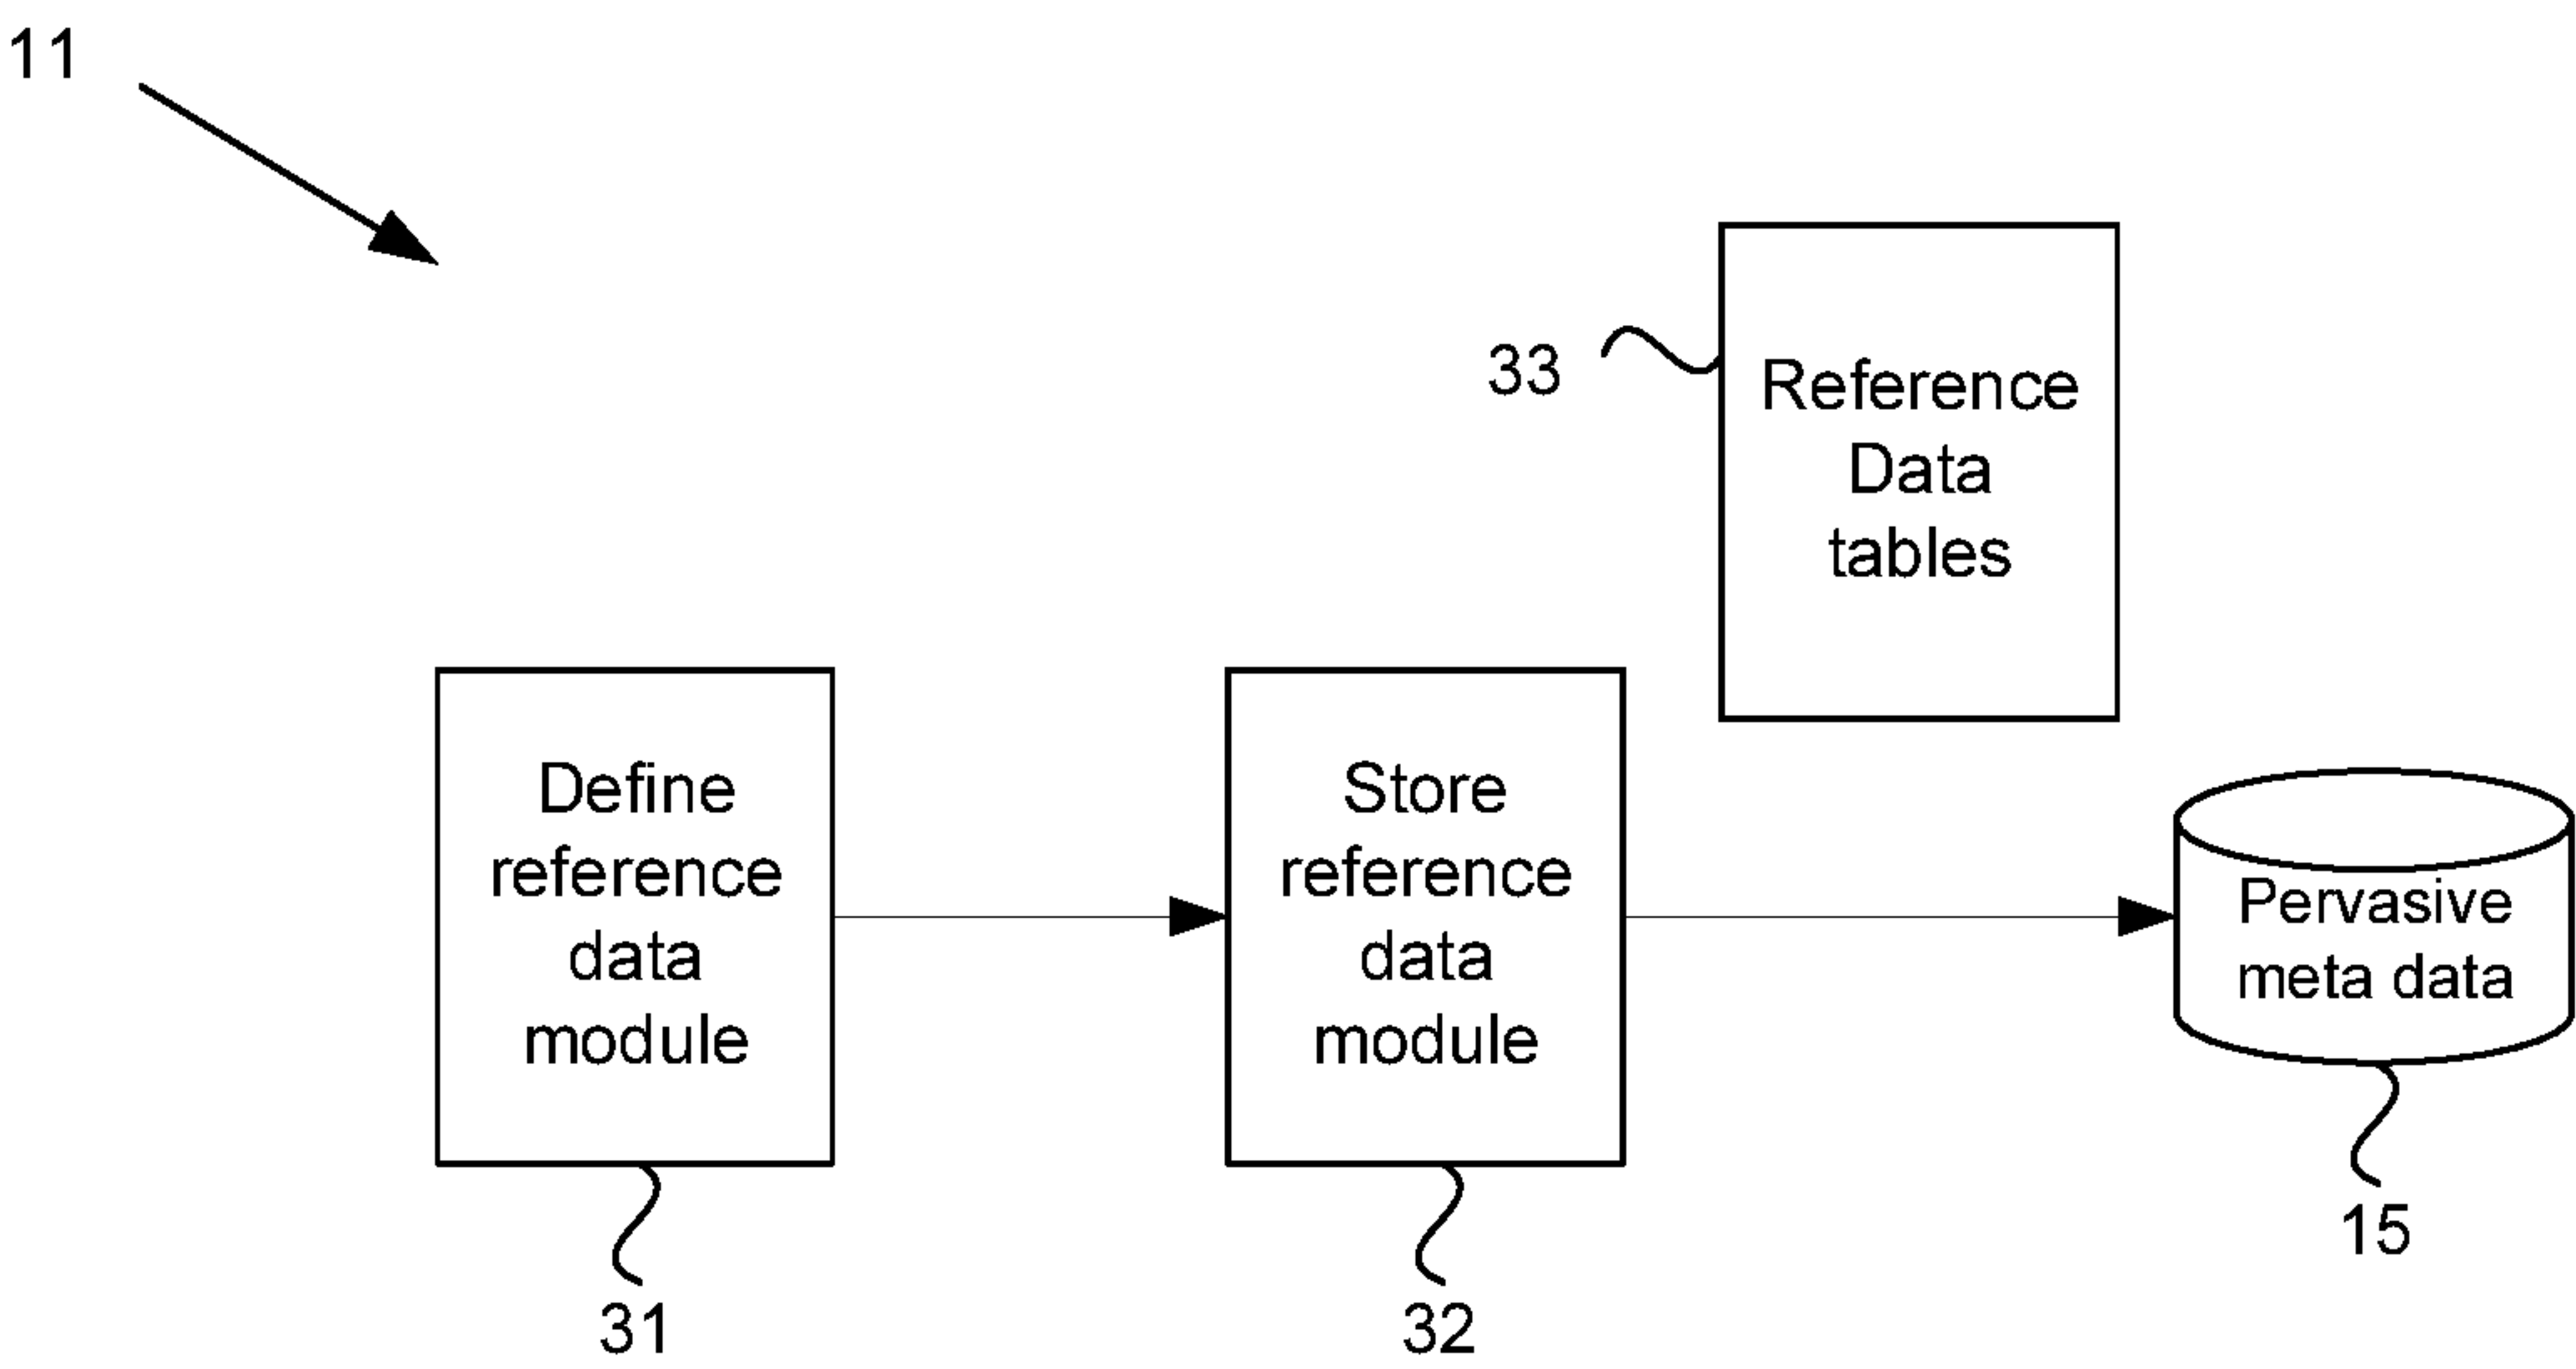 11
33
Reference
Data
tables
Define
reference
data
module
Store
reference
data
module
Pervasive
meta data
15
31
32